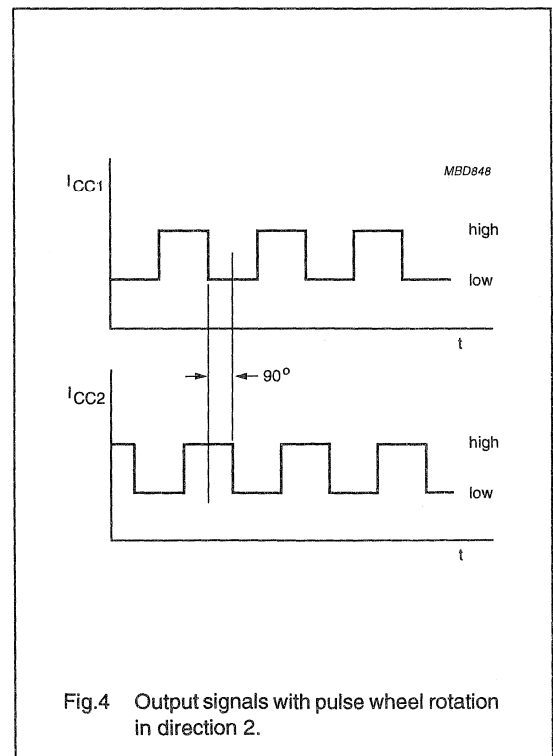 MBD848
ICC1
high
low
t
90°
ICC2
high
low
t
Fig.4 Output signals with pulse wheel rotation
in direction 2.